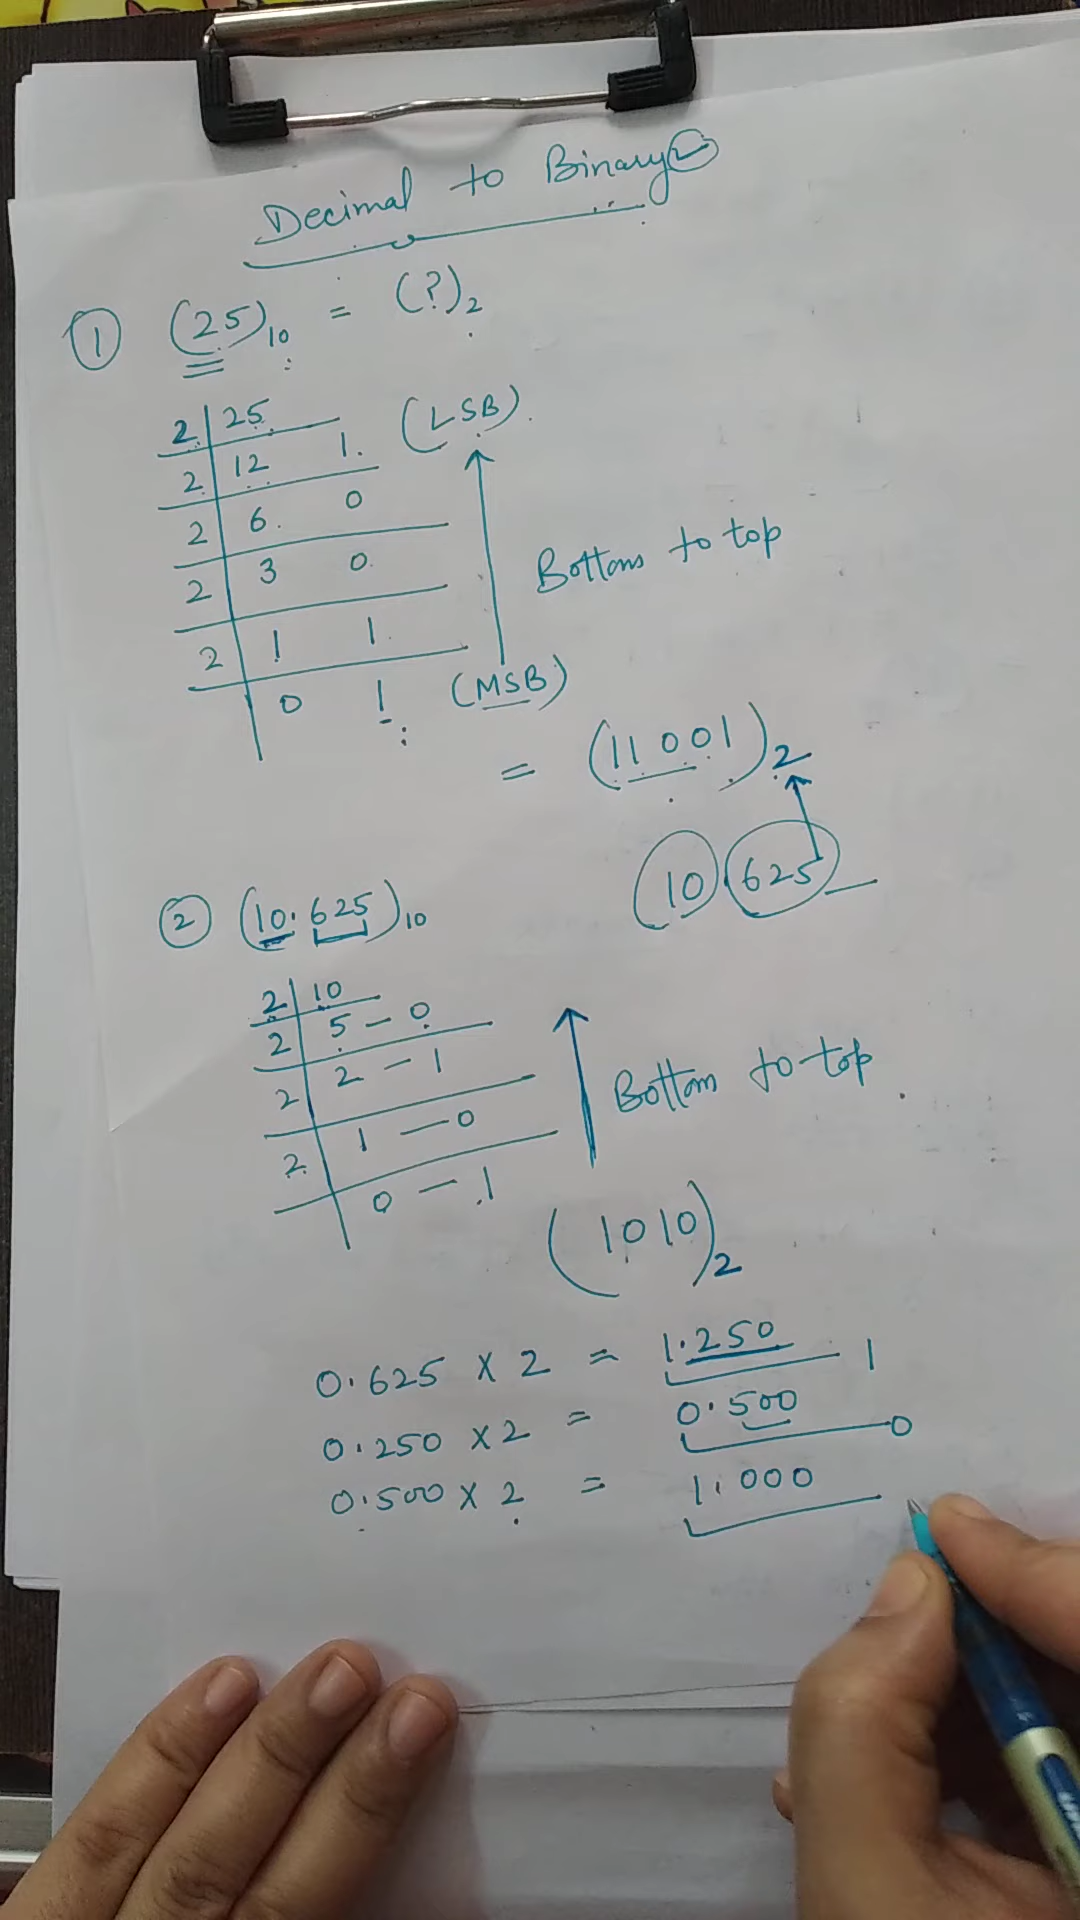 Decimal to Binary
① (25)10 = (?)2
2 | 25
2 | 12 1 (LSB)
2 | 6 0
2 | 3 0
Bottom to top
2 | 1 1
0 1 (MSB)
= (11001)2
10 . 625
② (10.625)10
2 | 10
2 | 5 - 0
2 | 2 - 1
Bottom to top
2 | 1 - 0
0 - 1
(1010)2
0.625 × 2 = 1.250 1
0.250 × 2 = 0.500 0
0.500 × 2 = 1.000